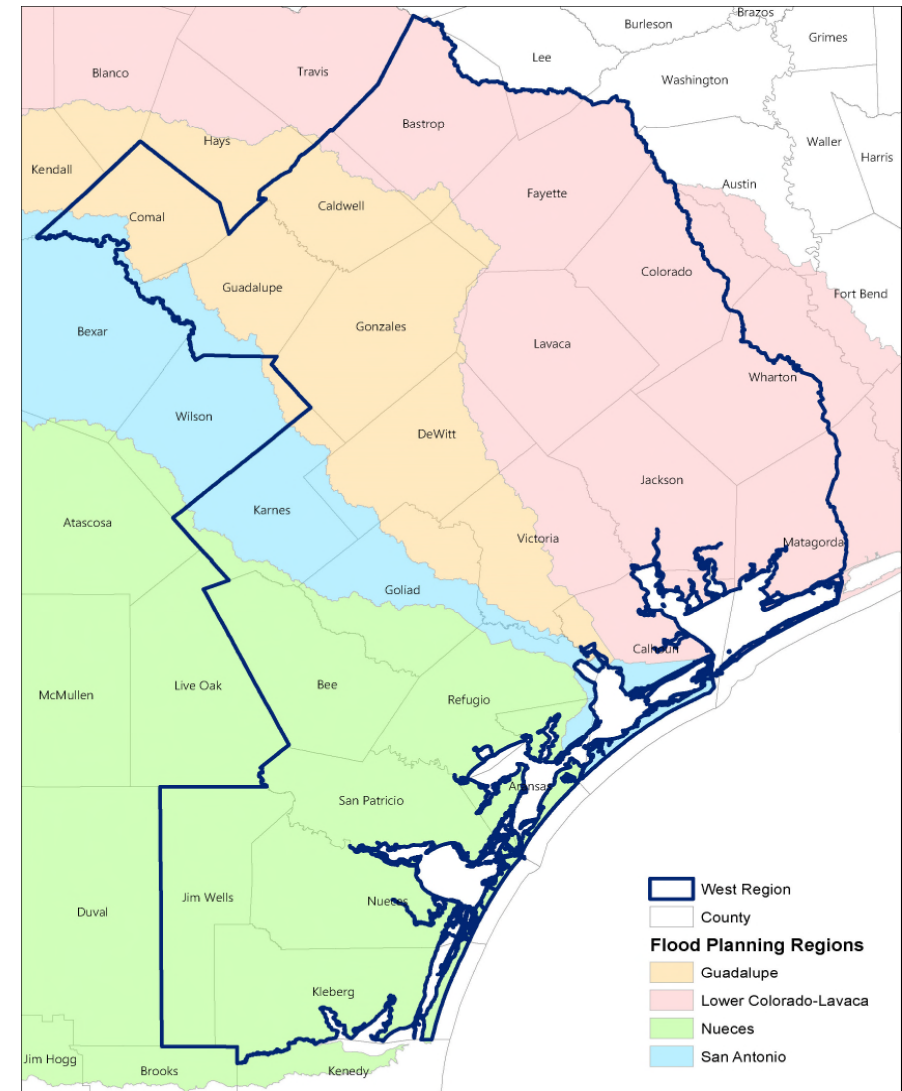 Brazos
Burleson
Grimes
Lee
Blanco
Travis
Washington
Bastrop
Hays
Waller
Harris
Kendall
Austin
Fayette
Caldwell
Comal
Colorado
Guadalupe
Fort Bend
Gonzales
Bexar
Lavaca
Wharton
Wilson
DeWitt
Jackson
Karnes
Atascosa
Victoria
Matagorda
Goliad
Calhoun
McMullen
Live Oak
Bee
Refugio
Aransas
San Patricio
Duval
Jim Wells
Nueces
Kleberg
Jim Hogg
Brooks
Kenedy
West Region
County
Flood Planning Regions
Guadalupe
Lower Colorado-Lavaca
Nueces
San Antonio